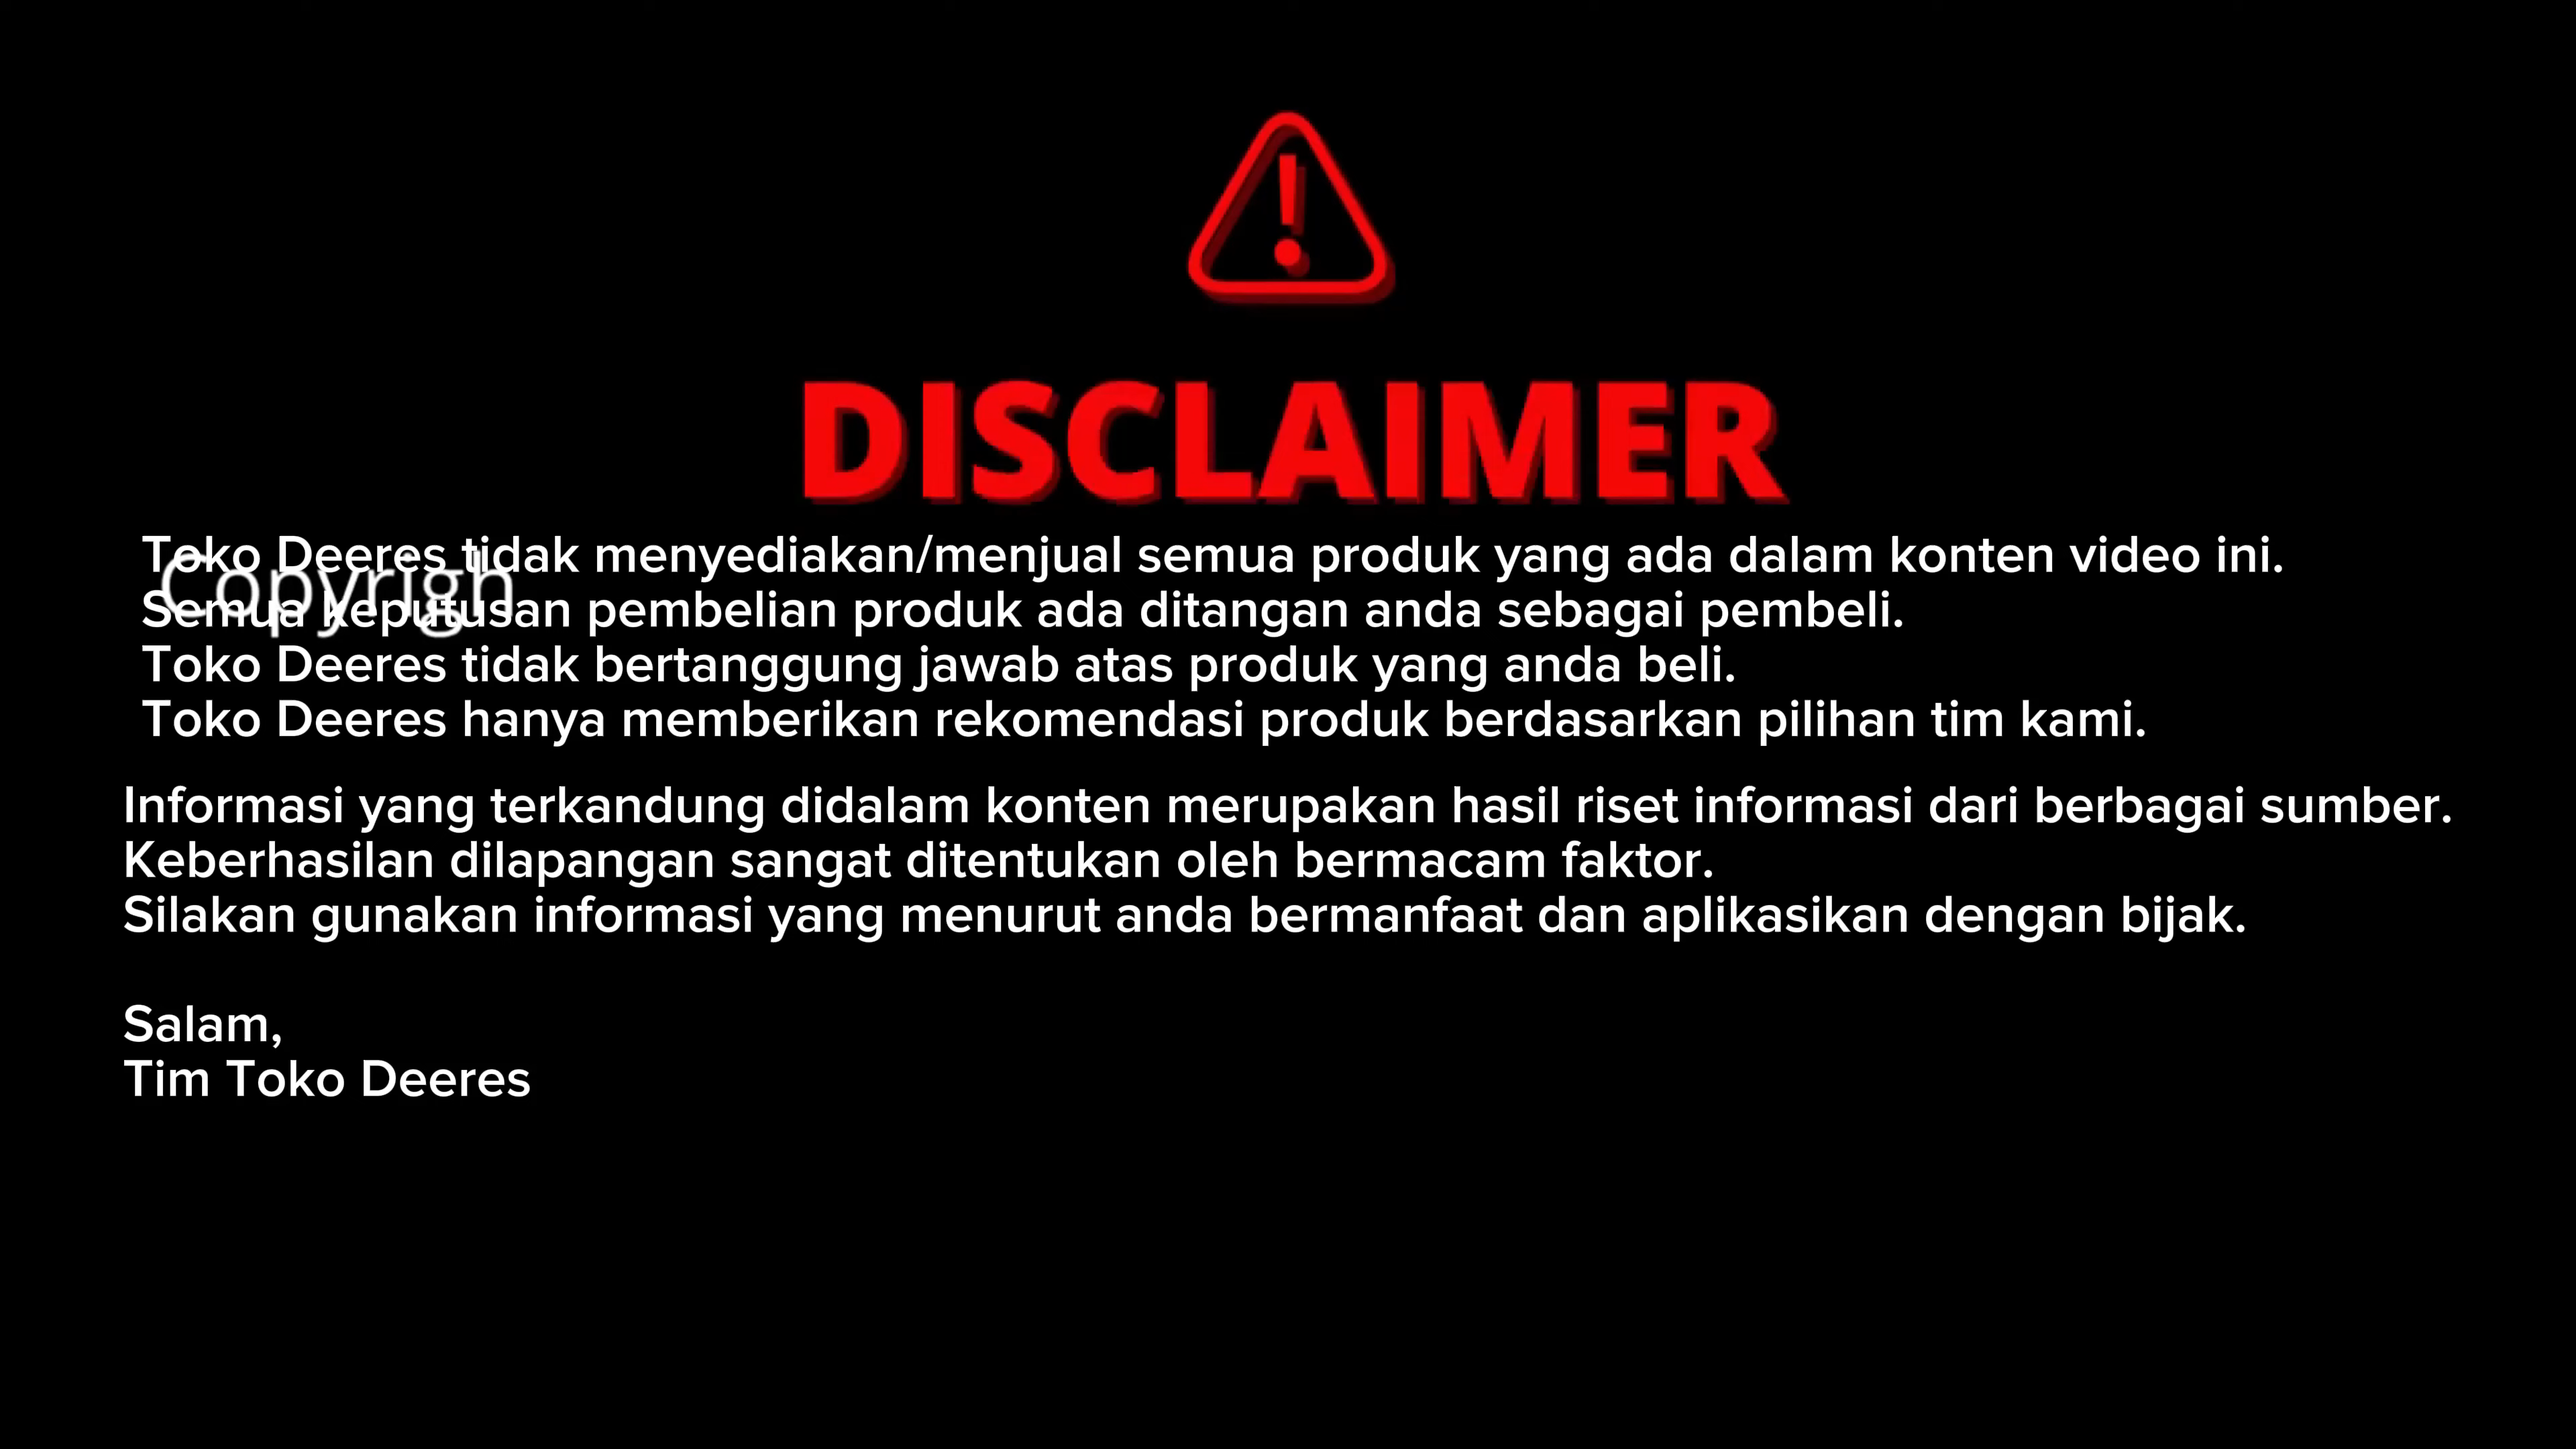 DISCLAIMER
Toko Deeres tidak menyediakan/menjual semua produk yang ada dalam konten video ini.
Copyrigh
Semua keputusan pembelian produk ada ditangan anda sebagai pembeli.
Toko Deeres tidak bertanggung jawab atas produk yang anda beli.
Toko Deeres hanya memberikan rekomendasi produk berdasarkan pilihan tim kami.
Informasi yang terkandung didalam konten merupakan hasil riset informasi dari berbagai sumber.
Keberhasilan dilapangan sangat ditentukan oleh bermacam faktor.
Silakan gunakan informasi yang menurut anda bermanfaat dan aplikasikan dengan bijak.
Salam,
Tim Toko Deeres